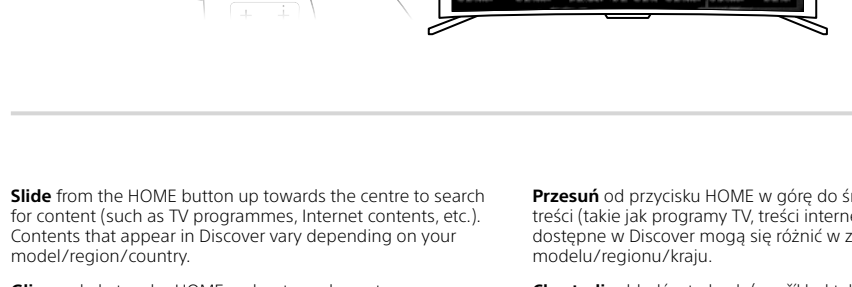 Slide from the HOME button up towards the centre to search
for content (such as TV programmes, Internet contents, etc.).
Contents that appear in Discover vary depending on your
model/region/country.
Przesuń od przycisku HOME w górę do
treści (takie jak programy TV, treści
dostępne w Discover mogą się różnić w
modelu/regionu/kraju.